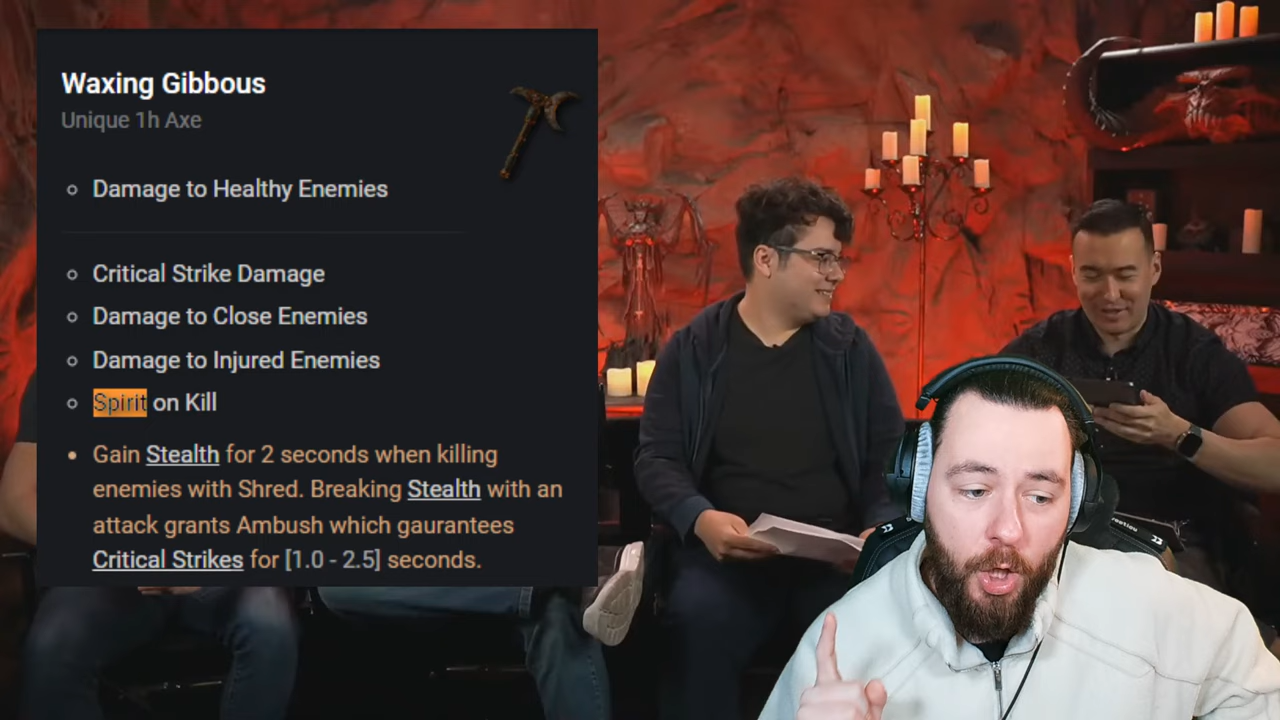 Waxing Gibbous
Unique 1h Axe
Damage to Healthy Enemies
Critical Strike Damage
Damage to Close Enemies
Damage to Injured Enemies
Spirit on Kill
Gain Stealth for 2 seconds when killing
enemies with Shred. Breaking Stealth with an
attack grants Ambush which gaurantees
Critical Strikes for [1.0 - 2.5] seconds.